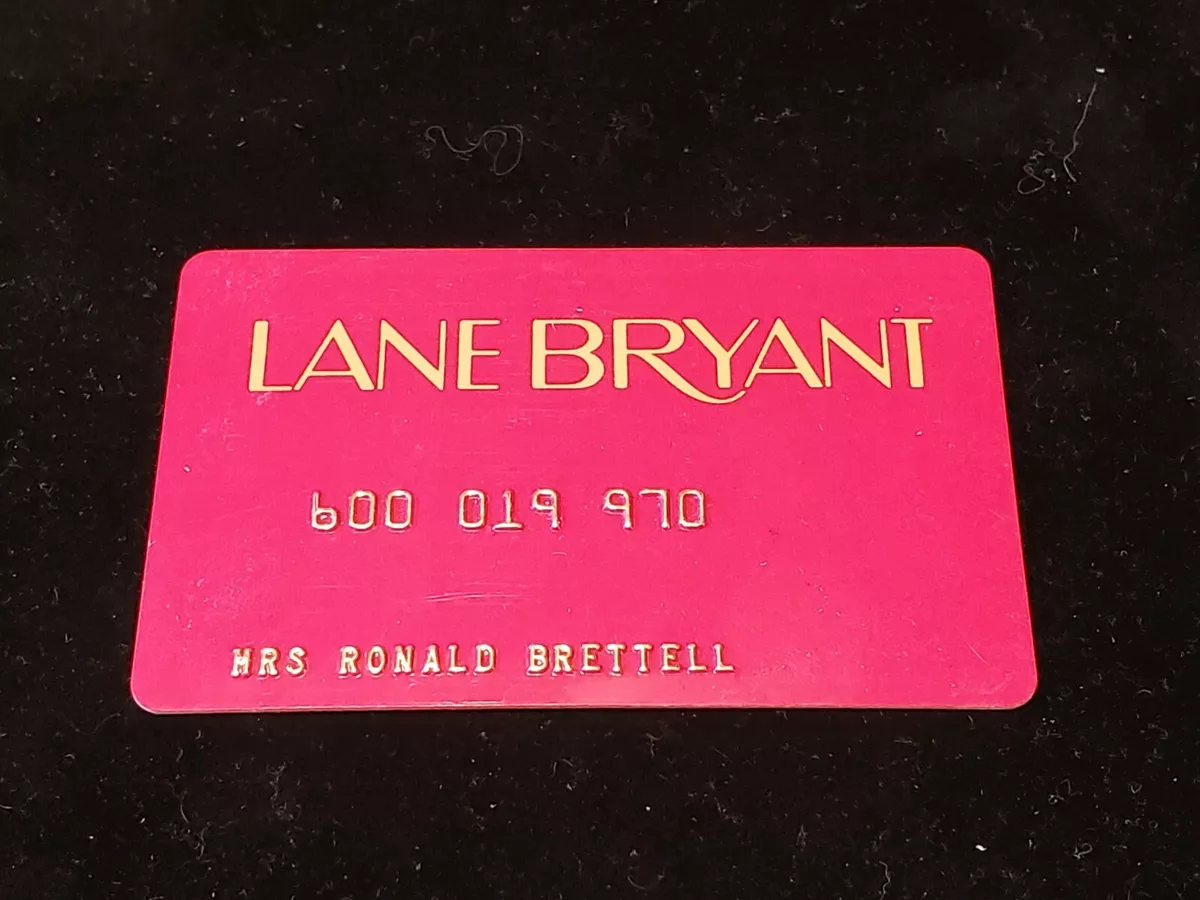 LANE BRYANT
600 019 970
MRS RONALD BRETTELL